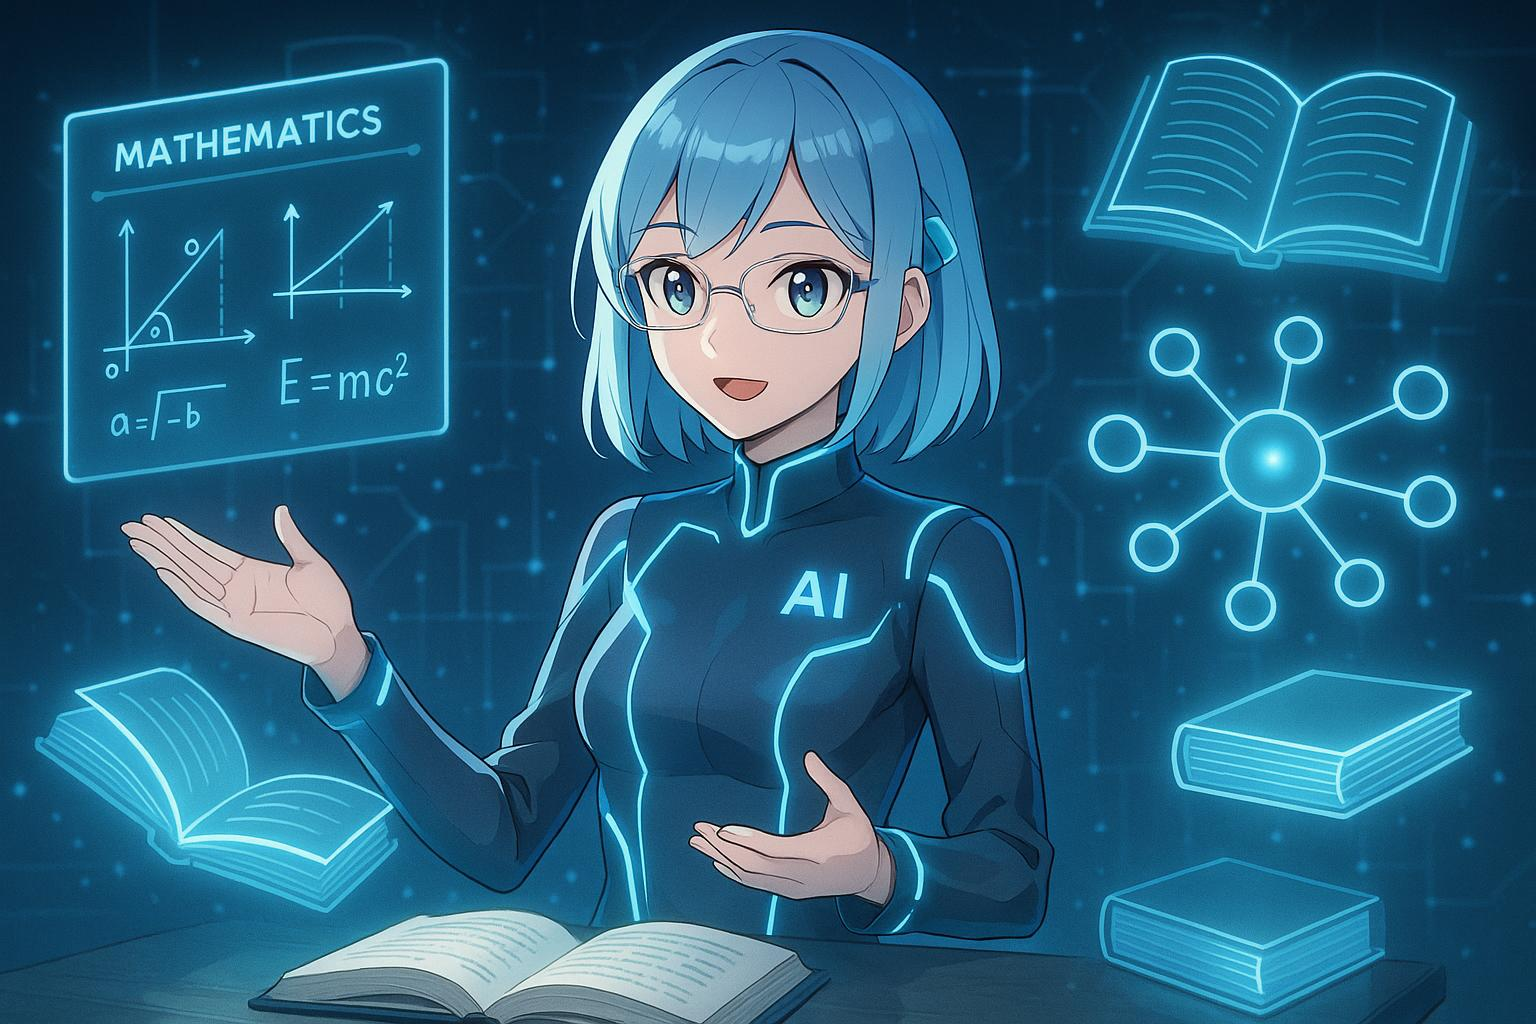 MATHEMATICS
a=√-b
E=mc²
AI